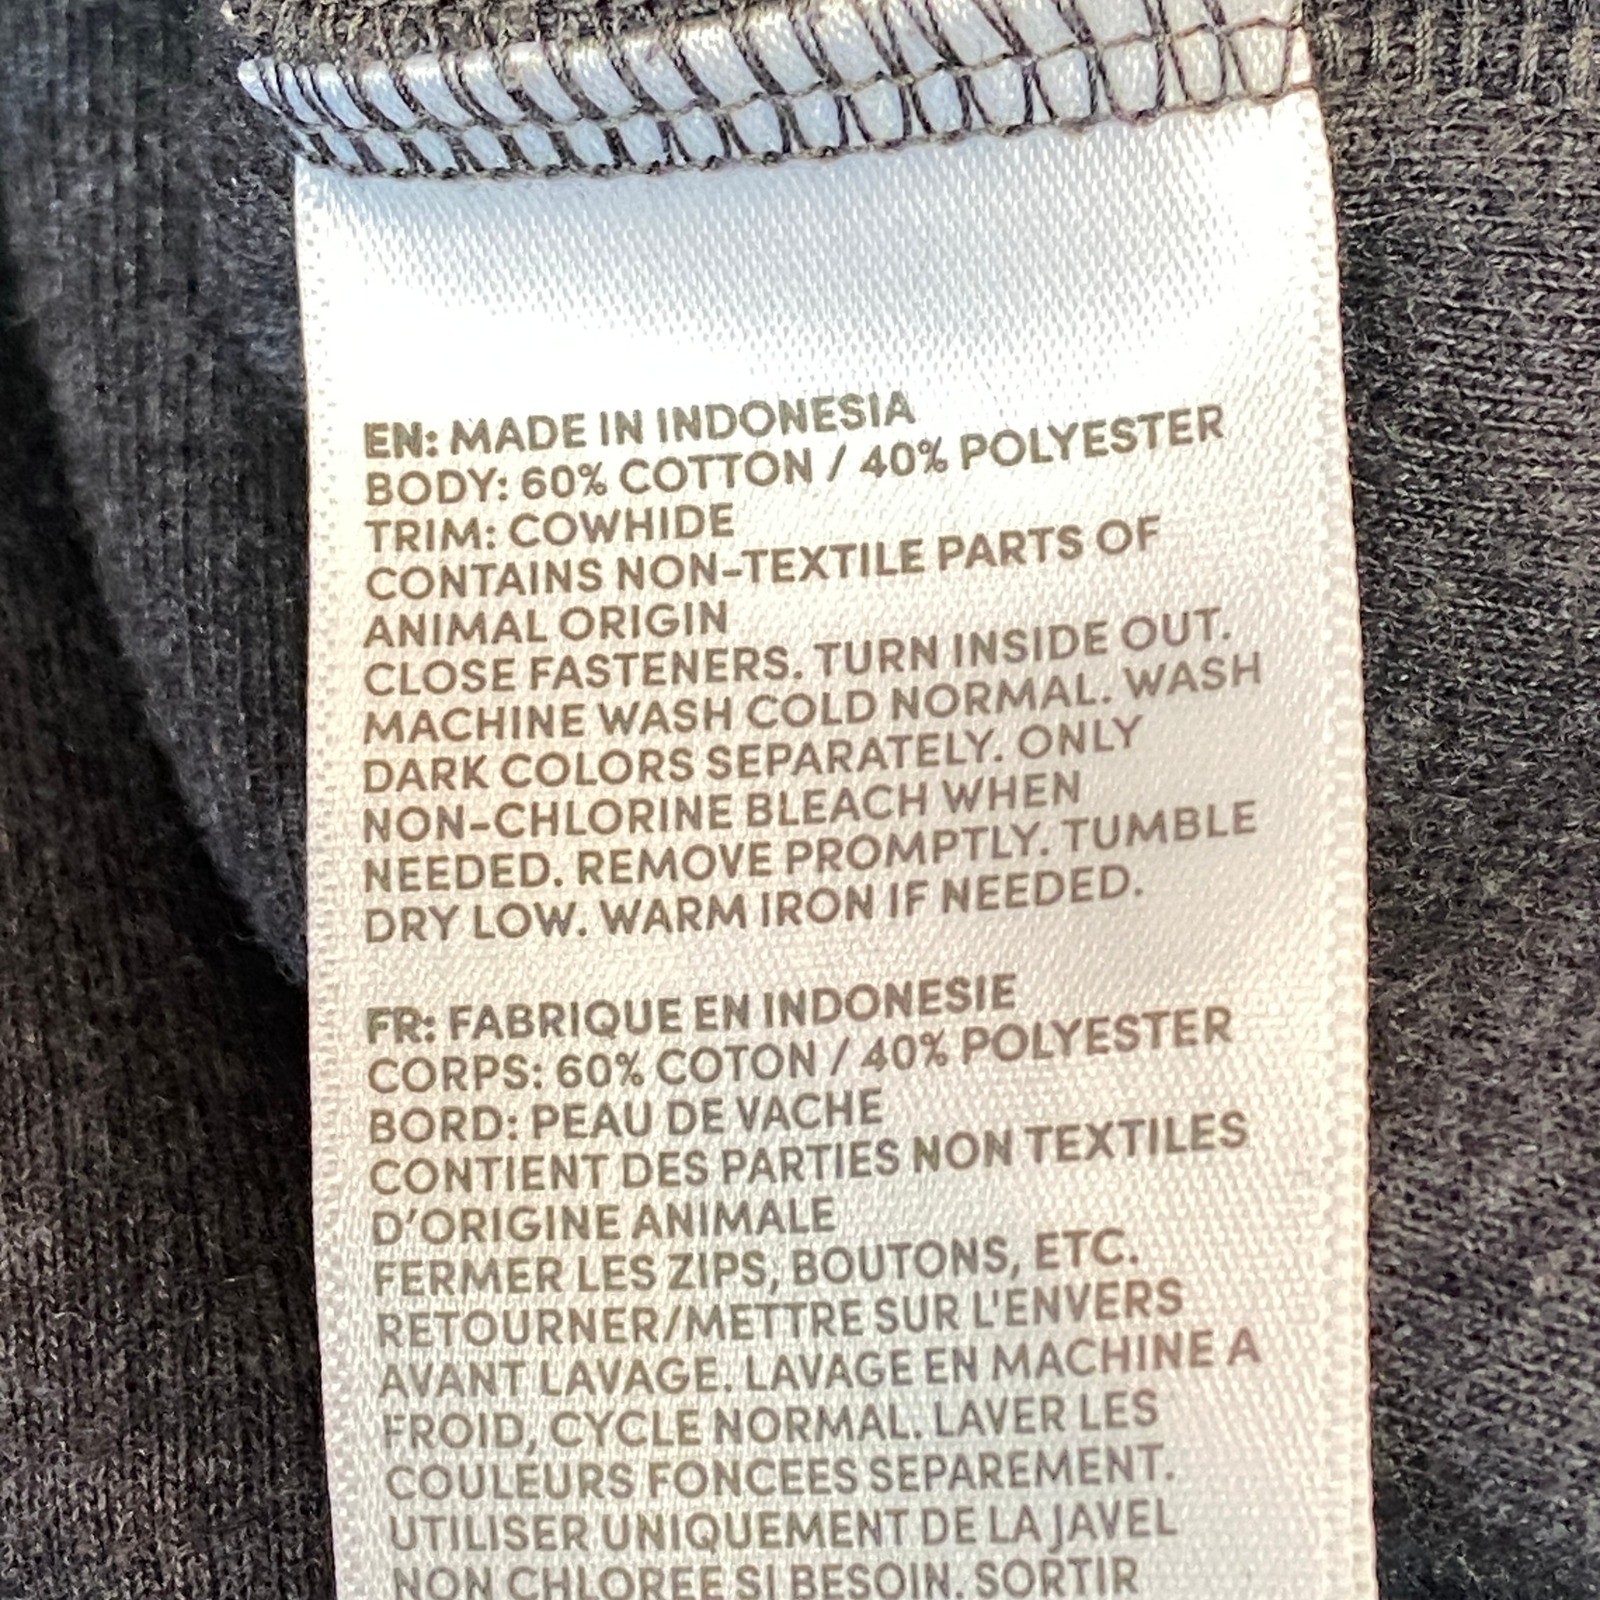 EN: MADE IN INDONESIA
BODY: 60% COTTON / 40% POLYESTER
TRIM: COWHIDE
CONTAINS NON-TEXTILE PARTS OF
ANIMAL ORIGIN
CLOSE FASTENERS. TURN INSIDE OUT.
MACHINE WASH COLD NORMAL. WASH
DARK COLORS SEPARATELY. ONLY
NON-CHLORINE BLEACH WHEN
NEEDED. REMOVE PROMPTLY. TUMBLE
DRY LOW. WARM IRON IF NEEDED.
FR: FABRIQUE EN INDONESIE
CORPS: 60% COTON / 40% POLYESTER
BORD: PEAU DE VACHE
CONTIENT DES PARTIES NON TEXTILES
D'ORIGINE ANIMALE
FERMER LES ZIPS, BOUTONS, ETC.
RETOURNER/METTRE SUR L'ENVERS
AVANT LAVAGE. LAVAGE EN MACHINE A
FROID, CYCLE NORMAL. LAVER LES
COULEURS FONCEES SEPAREMENT.
UTILISER UNIQUEMENT DE LA JAVEL
NON CHLOREE SI BESOIN. SORTIR